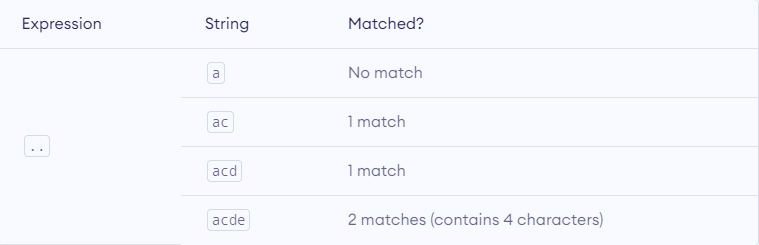 Expression String Matched?
a No match
ac 1 match
.. acd 1 match
acde 2 matches (contains 4 characters)